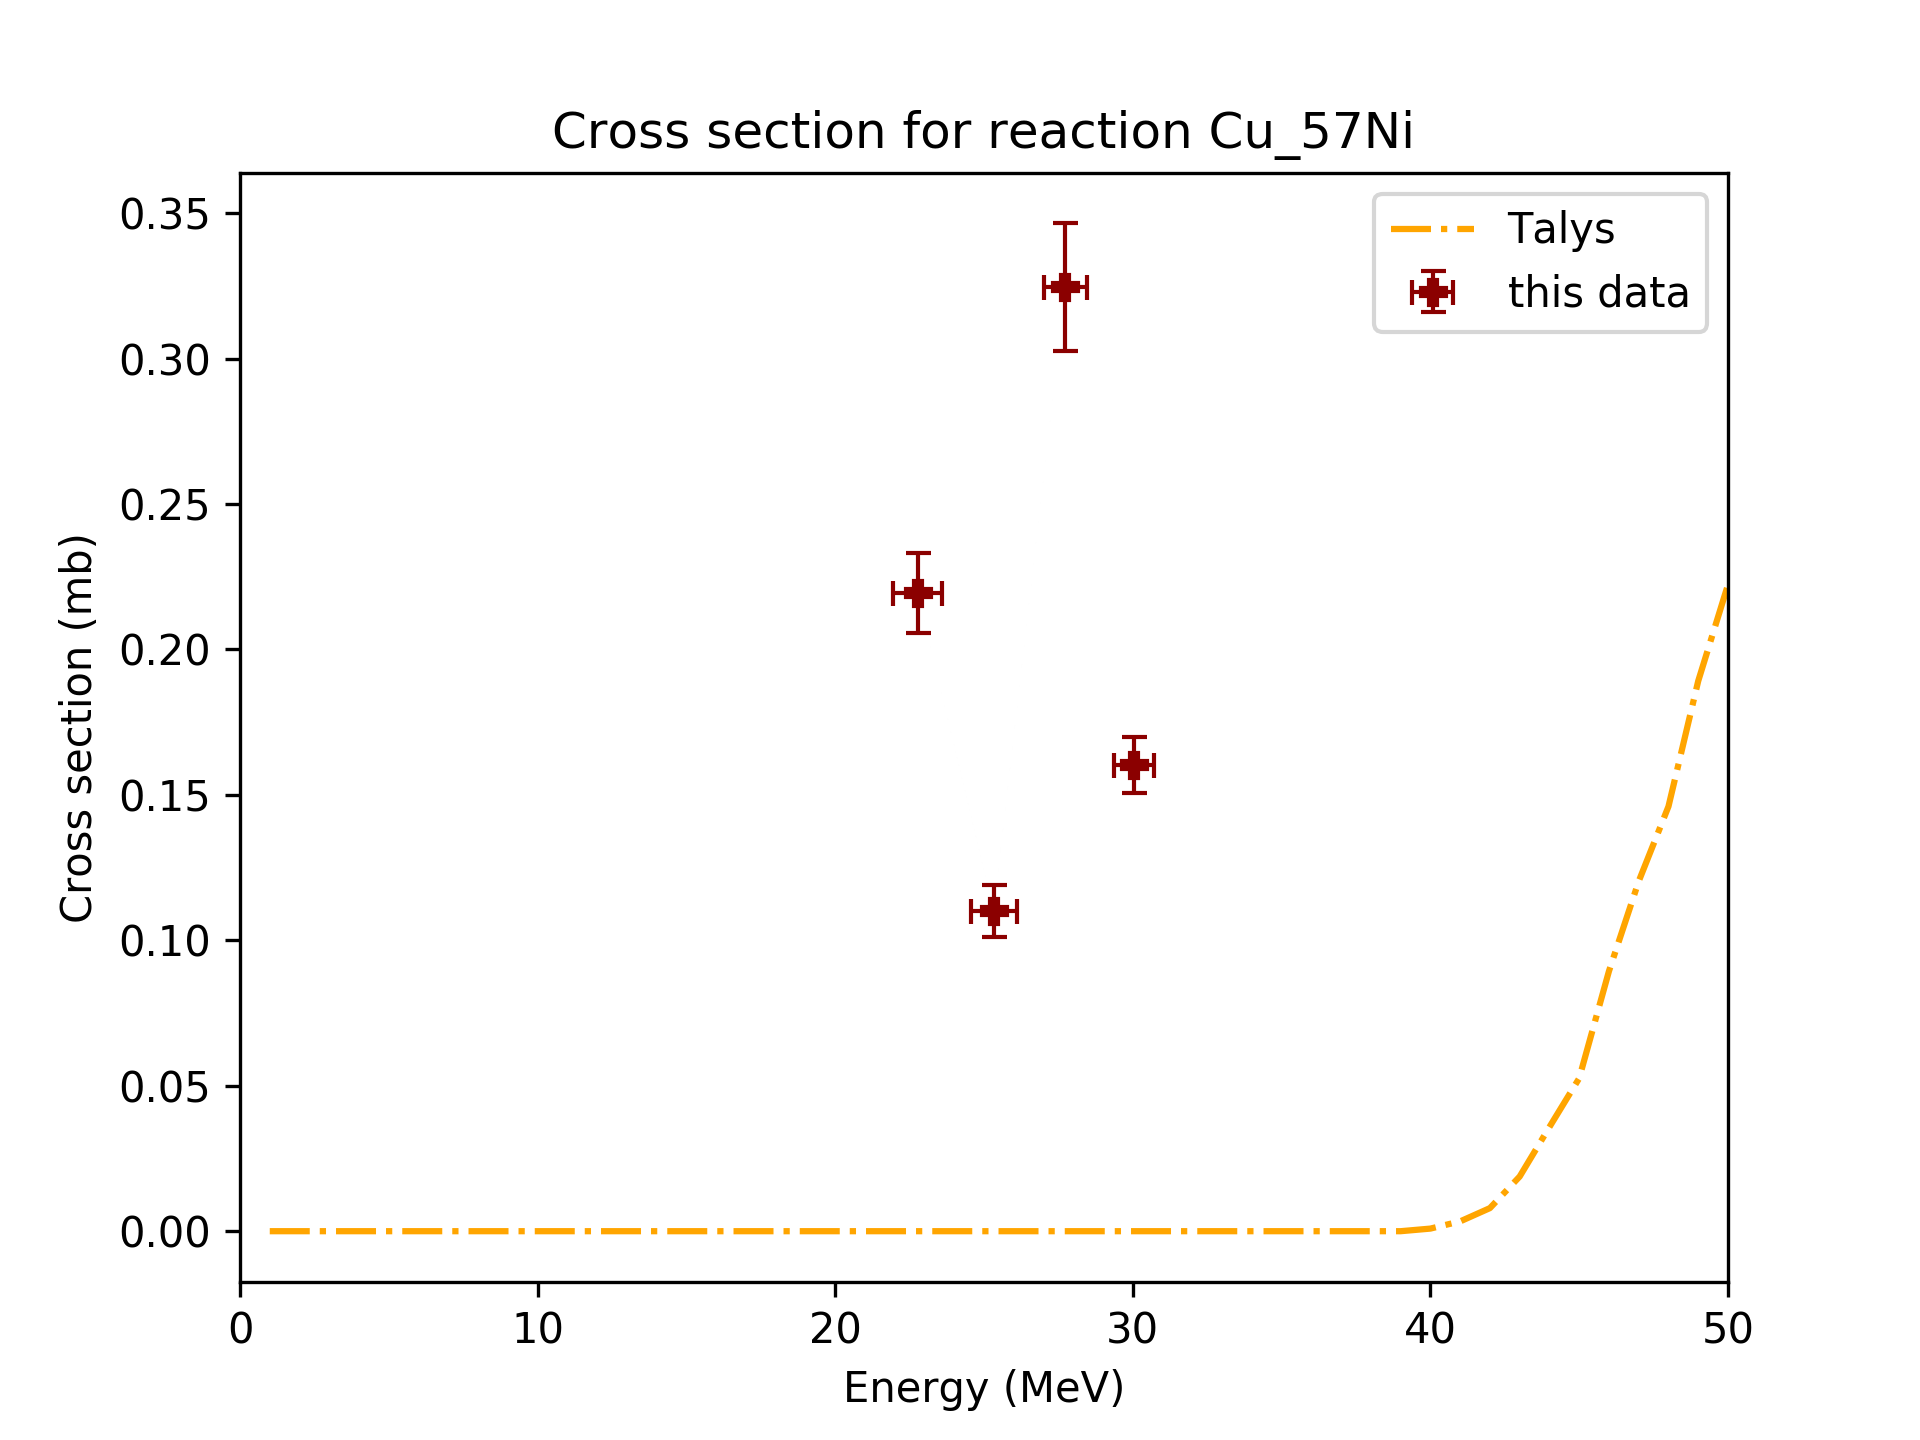 Cross section for reaction Cu_57Ni
Talys
this data
Cross section (mb)
0.35
0.30
0.25
0.20
0.15
0.10
0.05
0.00
0 10 20 30 40 50
Energy (MeV)